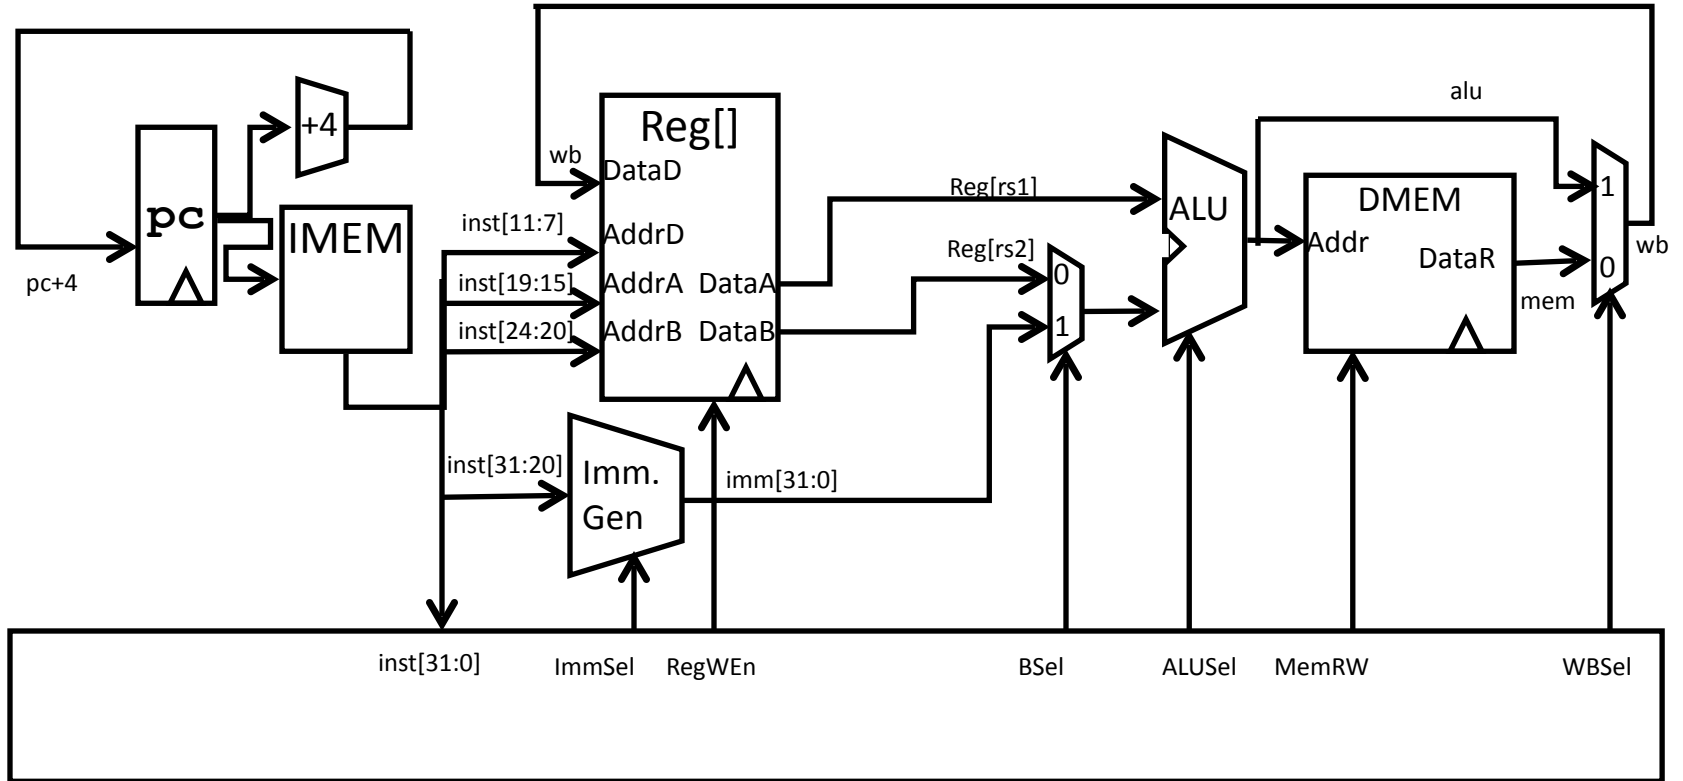 alu
+4
Reg[]
wb
DataD
pc
IMEM
inst[11:7]
AddrD
inst[19:15]
AddrA
DataA
inst[24:20]
AddrB
DataB
Reg[rs1]
Reg[rs2]
0
1
ALU
DMEM
Addr
DataR
mem
1
0
wb
pc+4
inst[31:20]
Imm.
Gen
imm[31:0]
inst[31:0]
ImmSel
RegWEn
BSel
ALUSel
MemRW
WBSel